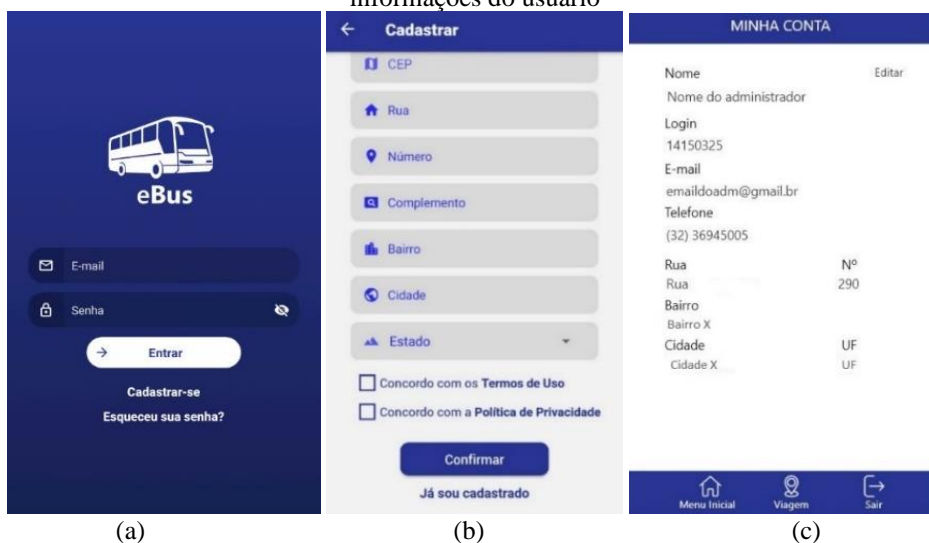 informações do usuário
eBus
E-mail
Senha
Entrar
Cadastrar-se
Esqueceu sua senha?
(a)
Cadastrar
CEP
Rua
Número
Complemento
Bairro
Cidade
Estado
Concordo com os Termos de Uso
Concordo com a Política de Privacidade
Confirmar
Já sou cadastrado
(b)
MINHA CONTA
Nome Editar
Nome do administrador
Login
14150325
E-mail
emaildoadm@gmail.br
Telefone
(32) 36945005
Rua Nº
Rua 290
Bairro
Bairro X
Cidade UF
Cidade X UF
Menu Inicial Viagem Sair
(c)